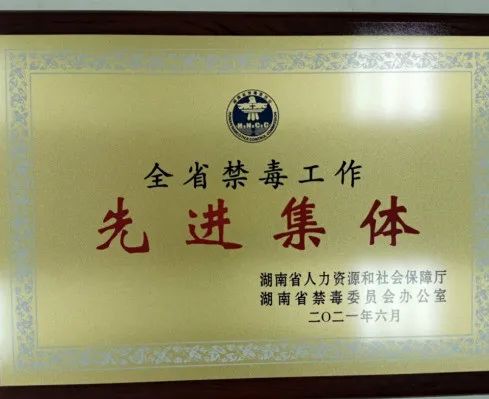 H.N.N.C.C
全省禁毒工作
先进集体
湖南省人力资源和社会保障厅
湖南省禁毒委员会办公室
二〇二一年六月